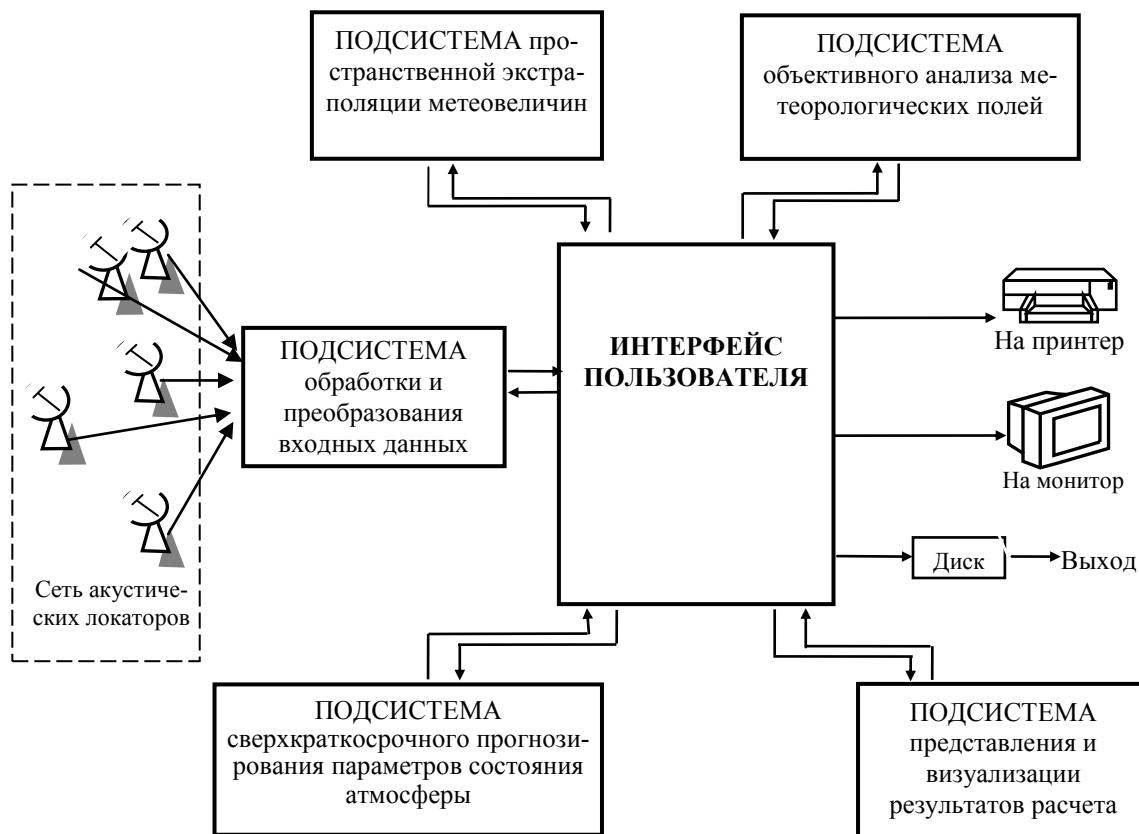 ПОДСИСТЕМА про-
странственной экстра-
поляции метеовеличин
ПОДСИСТЕМА
объективного анализа ме-
теорологических полей
На принтер
ИНТЕРФЕЙС
ПОЛЬЗОВАТЕЛЯ
ПОДСИСТЕМА
обработки и
преобразования
входных данных
На монитор
Диск
Выход
Сеть акустиче-
ских локаторов
ПОДСИСТЕМА
сверхкраткосрочного прогнози-
рования параметров состояния
атмосферы
ПОДСИСТЕМА
представления и
визуализации
результатов расчета